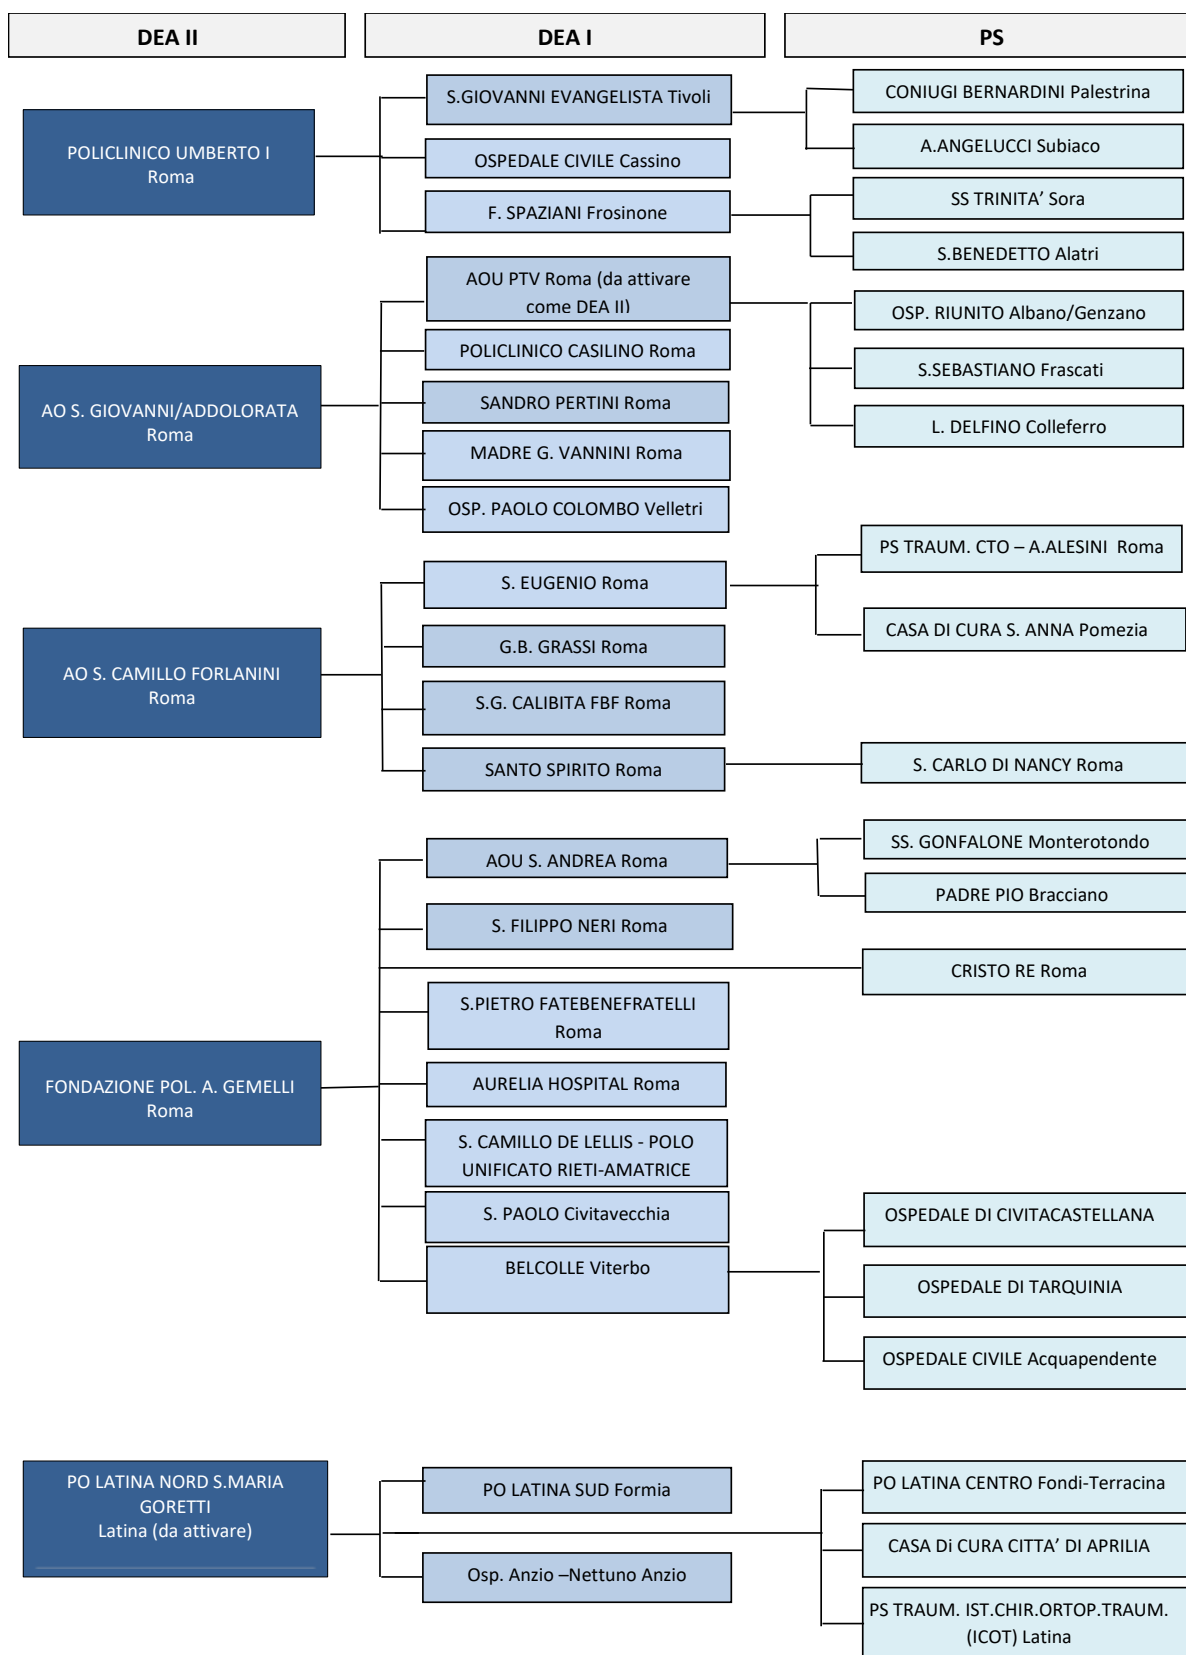 DEA II
DEA I
PS
POLICLINICO UMBERTO I
Roma
S.GIOVANNI EVANGELISTA Tivoli
OSPEDALE CIVILE Cassino
F. SPAZIANI Frosinone
CONIUGI BERNARDINI Palestrina
A.ANGELUCCI Subiaco
SS TRINITA’ Sora
S.BENEDETTO Alatri
AO S. GIOVANNI/ADDOLORATA
Roma
AOU PTV Roma (da attivare
come DEA II)
POLICLINICO CASILINO Roma
SANDRO PERTINI Roma
MADRE G. VANNINI Roma
OSP. PAOLO COLOMBO Velletri
OSP. RIUNITO Albano/Genzano
S.SEBASTIANO Frascati
L. DELFINO Colleferro
AO S. CAMILLO FORLANINI
Roma
S. EUGENIO Roma
G.B. GRASSI Roma
S.G. CALIBITA FBF Roma
SANTO SPIRITO Roma
PS TRAUM. CTO – A.ALESINI Roma
CASA DI CURA S. ANNA Pomezia
S. CARLO DI NANCY Roma
FONDAZIONE POL. A. GEMELLI
Roma
AOU S. ANDREA Roma
S. FILIPPO NERI Roma
S.PIETRO FATEBENEFRATELLI
Roma
AURELIA HOSPITAL Roma
S. CAMILLO DE LELLIS - POLO
UNIFICATO RIETI-AMATRICE
S. PAOLO Civitavecchia
BELCOLLE Viterbo
SS. GONFALONE Monterotondo
PADRE PIO Bracciano
CRISTO RE Roma
OSPEDALE DI CIVITACASTELLANA
OSPEDALE DI TARQUINIA
OSPEDALE CIVILE Acquapendente
PO LATINA NORD S.MARIA
GORETTI
Latina (da attivare)
PO LATINA SUD Formia
Osp. Anzio –Nettuno Anzio
PO LATINA CENTRO Fondi-Terracina
CASA Di CURA CITTA’ DI APRILIA
PS TRAUM. IST.CHIR.ORTOP.TRAUM.
(ICOT) Latina